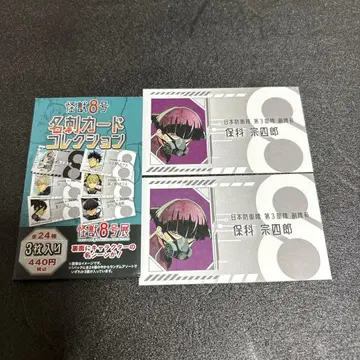 怪獣8号
名刺カード
コレクション
全24種
3枚入り
440円
税込
怪獣8号展
裏面にキャラクターの
名シーン!
日本防衛隊 第3部隊 副隊長
保科 宗四郎
日本防衛隊 第3部隊 副隊長
保科 宗四郎